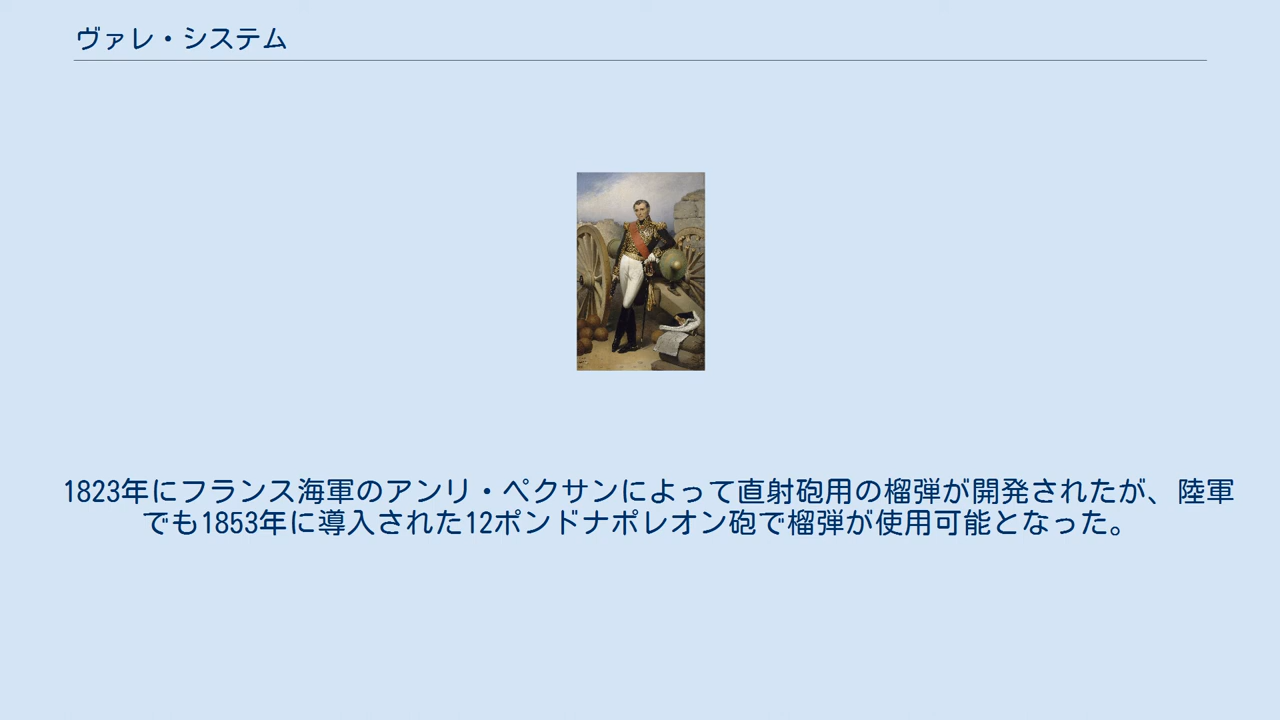 ヴァレ・システム
1823年にフランス海軍のアンリ・ペクサンによって直射砲用の榴弾が開発されたが、陸軍
でも1853年に導入された12ポンドナポレオン砲で榴弾が使用可能となった。